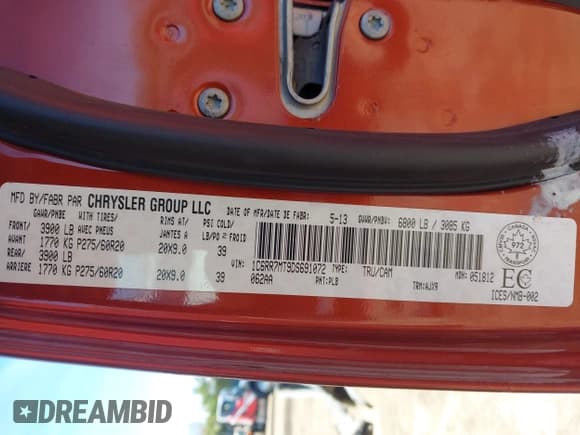 MFD BY/FABR PAR CHRYSLER GROUP LLC DATE OF MFR/DATE DE FABR: 5-13 GVWR/PNBV: 6800 LB / 3085 KG
GAWR/PNBE WITH TIRES/ RIMS AT/ PSI COLD/
FRONT/ 3900 LB AVEC PNEUS JANTES A LB/PO² FROID
AVANT 1770 KG P275/60R20 20X9.0 39
REAR/ 3900 LB
ARRIERE 1770 KG P275/60R20 20X9.0 39
VIN: 1C6RR7MT9DS691072 TYPE: TRU/CAM MDH: 051812
062AA PNT: PLB TRM: AJX9
972
EC
ICES/NMB-002
DREAMBID